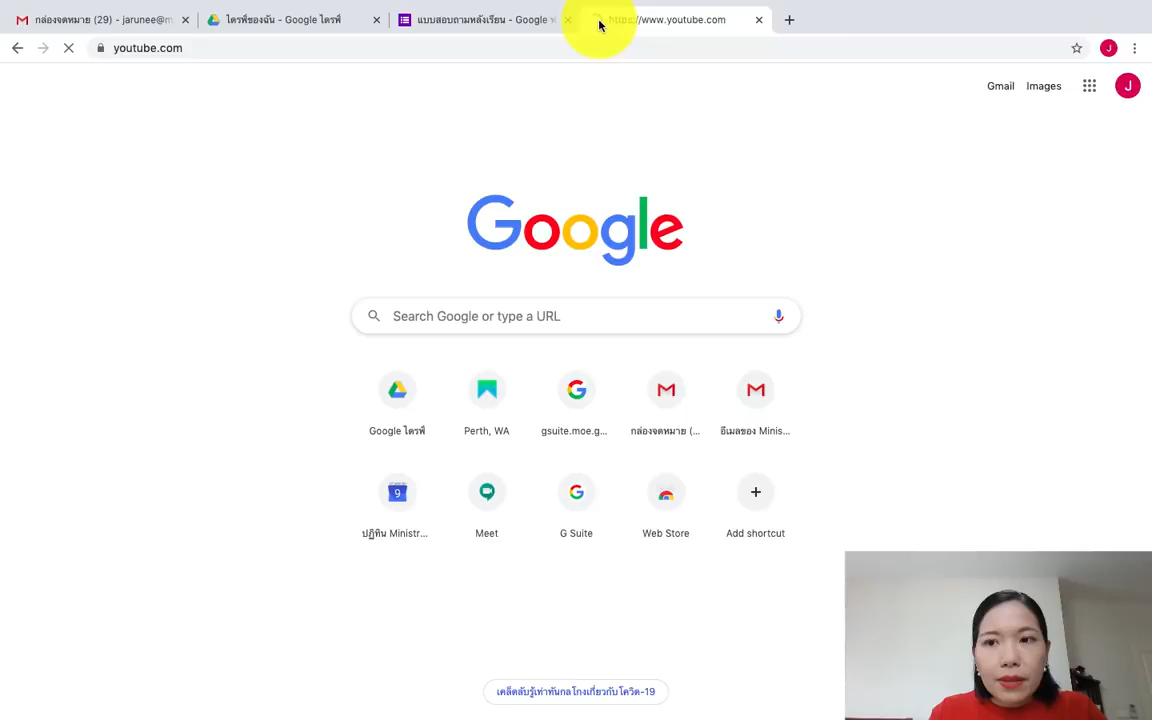 กล่องจดหมาย (29) - jarunee@m
ไดรฟ์ของฉัน - Google ไดรฟ์
แบบสอบถามหลังเรียน - Google ฟ
https://www.youtube.com
youtube.com
J
Gmail
Images
J
Google
Search Google or type a URL
Google ไดรฟ์
Perth, WA
gsuite.moe.g...
กล่องจดหมาย (...
อีเมลของ Minis...
9
ปฏิทิน Ministr...
Meet
G Suite
Web Store
Add shortcut
เคล็ดลับรู้เท่าทันกลโกงเกี่ยวกับโควิด-19